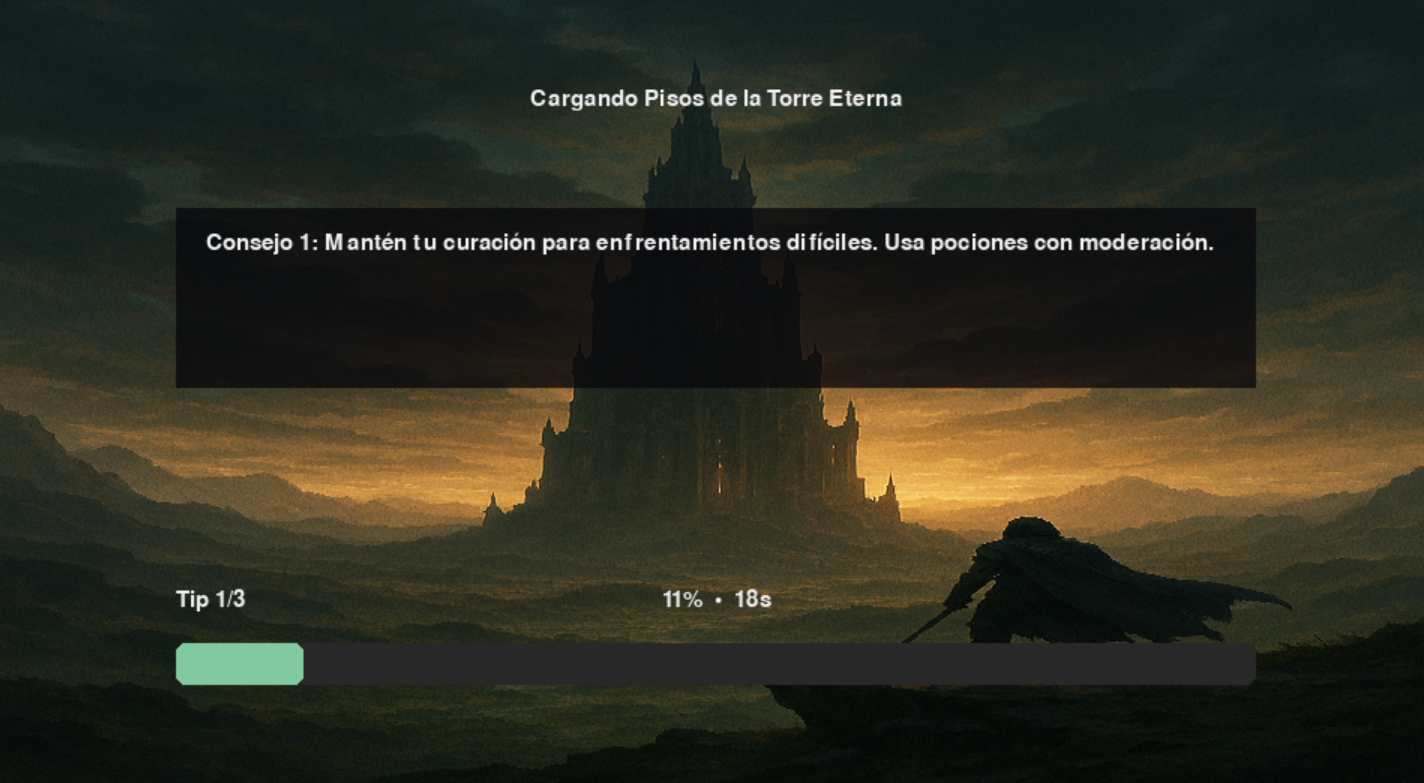 Cargando Pisos de la Torre Eterna
Consejo 1: Mantén tu curación para enfrentamientos difíciles. Usa pociones con moderación.
Tip 1/3
11% • 18s